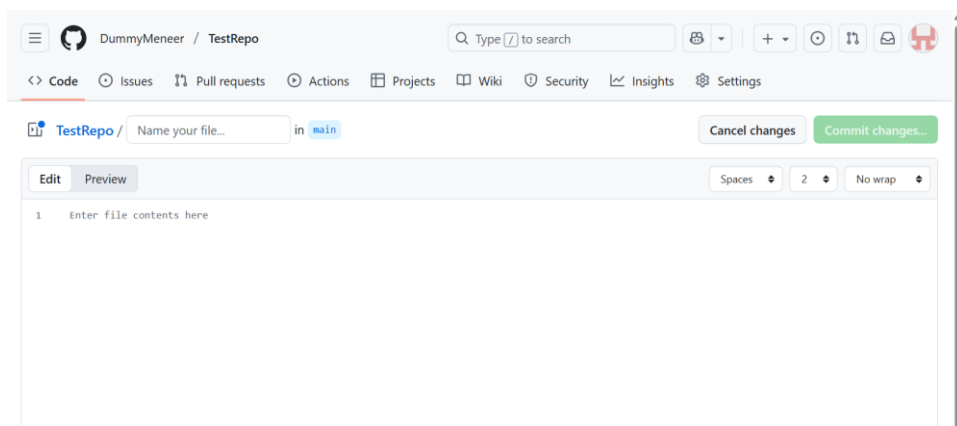 DummyMeneer / TestRepo Type / to search
Code Issues Pull requests Actions Projects Wiki Security Insights Settings
TestRepo / Name your file... in main Cancel changes Commit changes...
Edit Preview Spaces 2 No wrap
1 Enter file contents here